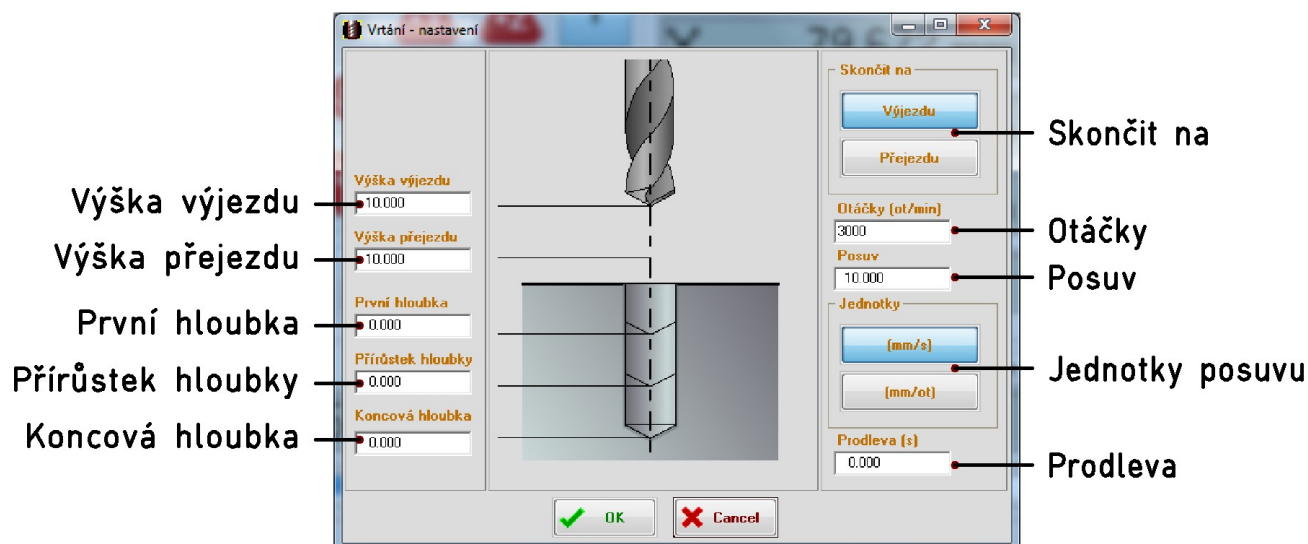 Vrtání - nastavení
Skončit na
Výjezdu
Přejezdu
Skončit na
Výška výjezdu
Výška výjezdu
10.000
Otáčky (ot/min)
3000
Otáčky
Výška přejezdu
Výška přejezdu
10.000
Posuv
10.000
Posuv
První hloubka
První hloubka
0.000
Jednotky
(mm/s)
(mm/ot)
Jednotky posuvu
Přírůstek hloubky
Přírůstek hloubky
0.000
Koncová hloubka
Koncová hloubka
0.000
Prodleva (s)
0.000
Prodleva
OK
Cancel